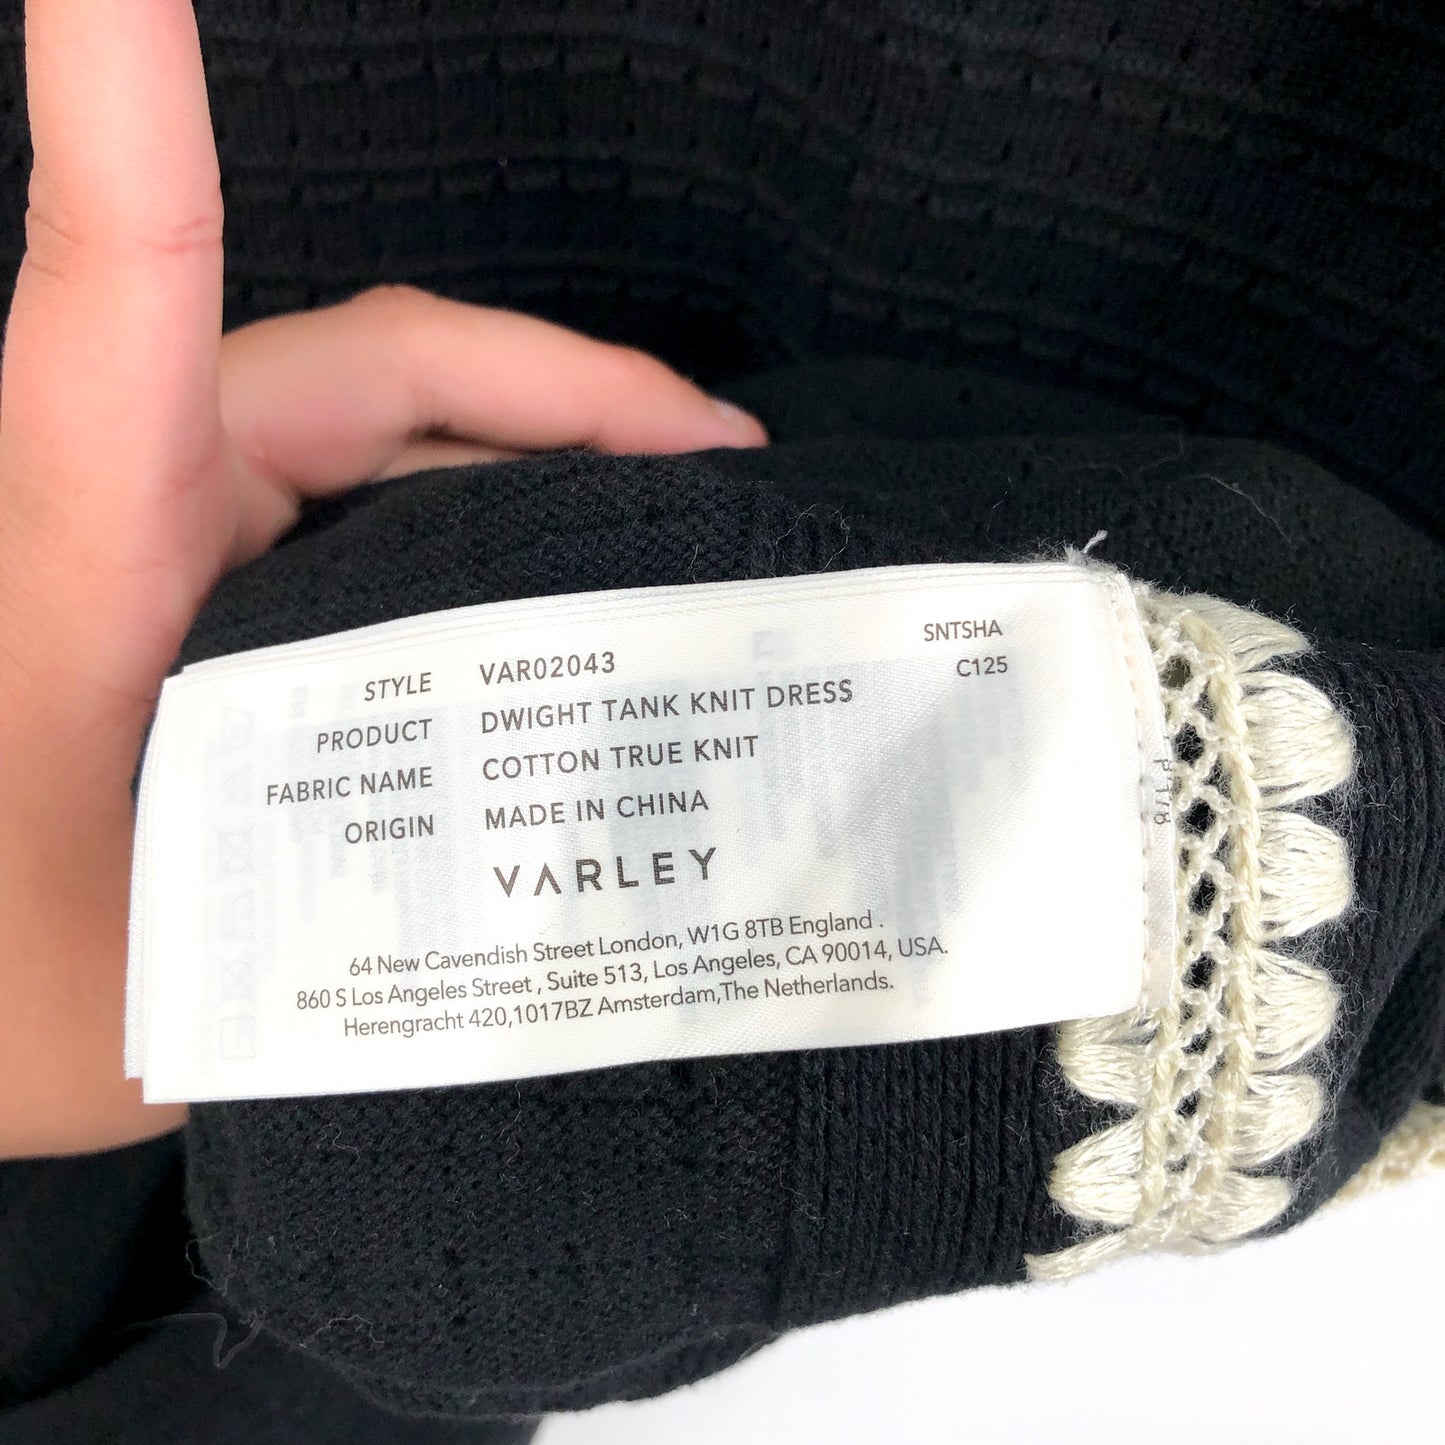 SNTSHA
C125
STYLE VAR02043
PRODUCT DWIGHT TANK KNIT DRESS
FABRIC NAME COTTON TRUE KNIT
ORIGIN MADE IN CHINA
VARLEY
64 New Cavendish Street London, W1G 8TB England .
860 S Los Angeles Street , Suite 513, Los Angeles, CA 90014, USA.
Herengracht 420,1017BZ Amsterdam,The Netherlands.